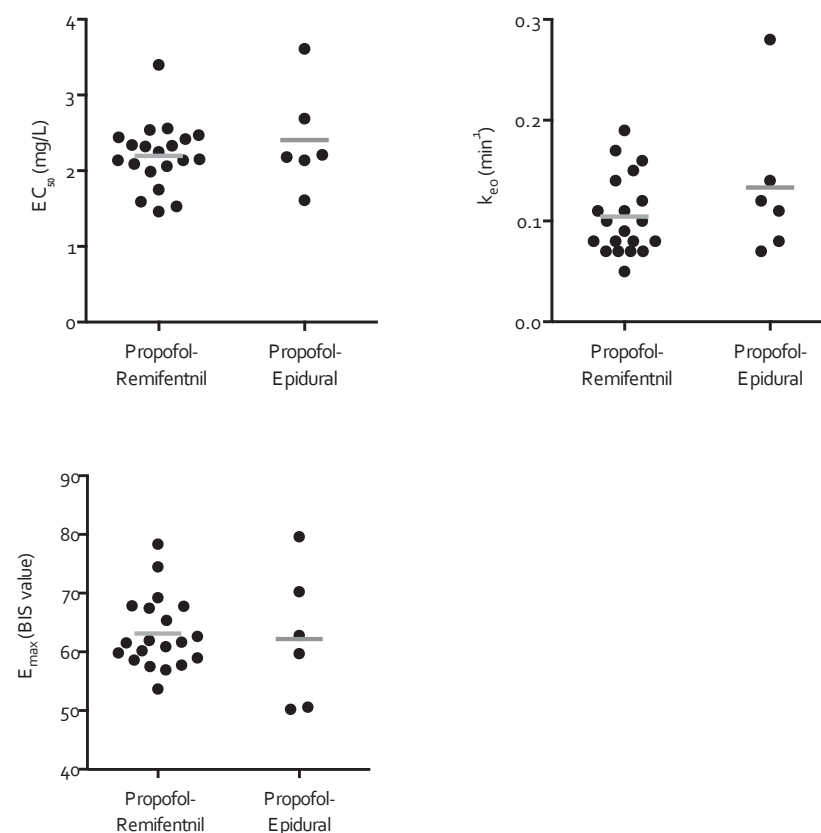 4
3
2
1
0
EC₅₀ (mg/L)
Propofol-
Remifentnil
Propofol-
Epidural
0.3
0.2
0.1
0.0
kₑₒ (min⁻¹)
Propofol-
Remifentnil
Propofol-
Epidural
90
80
70
60
50
40
Eₘₐₓ (BIS value)
Propofol-
Remifentnil
Propofol-
Epidural